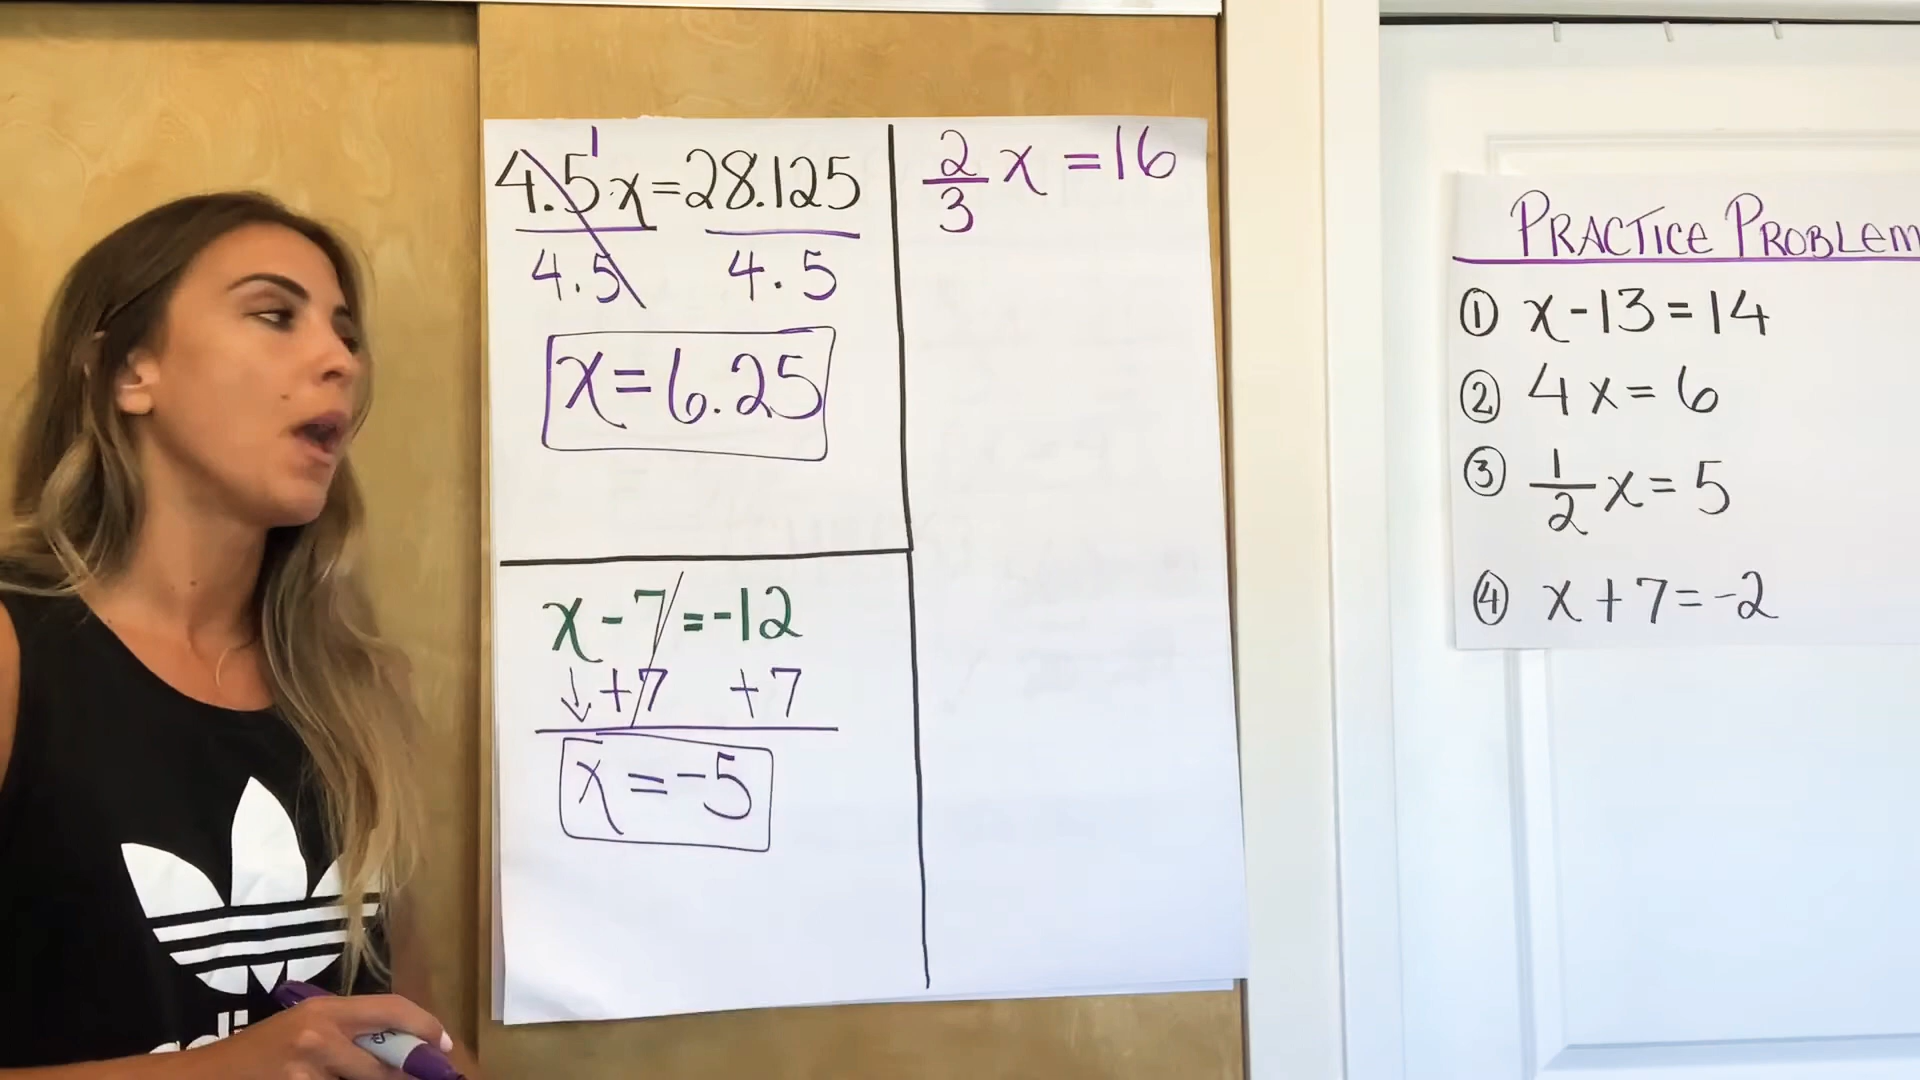 4.5x=28.125
1
4.5 4.5
x=6.25
x-7=-12
↓+7 +7
x=-5
2/3 x=16
PRACTICE PROBLEM
① x-13=14
② 4x=6
③ 1/2 x=5
④ x+7=-2